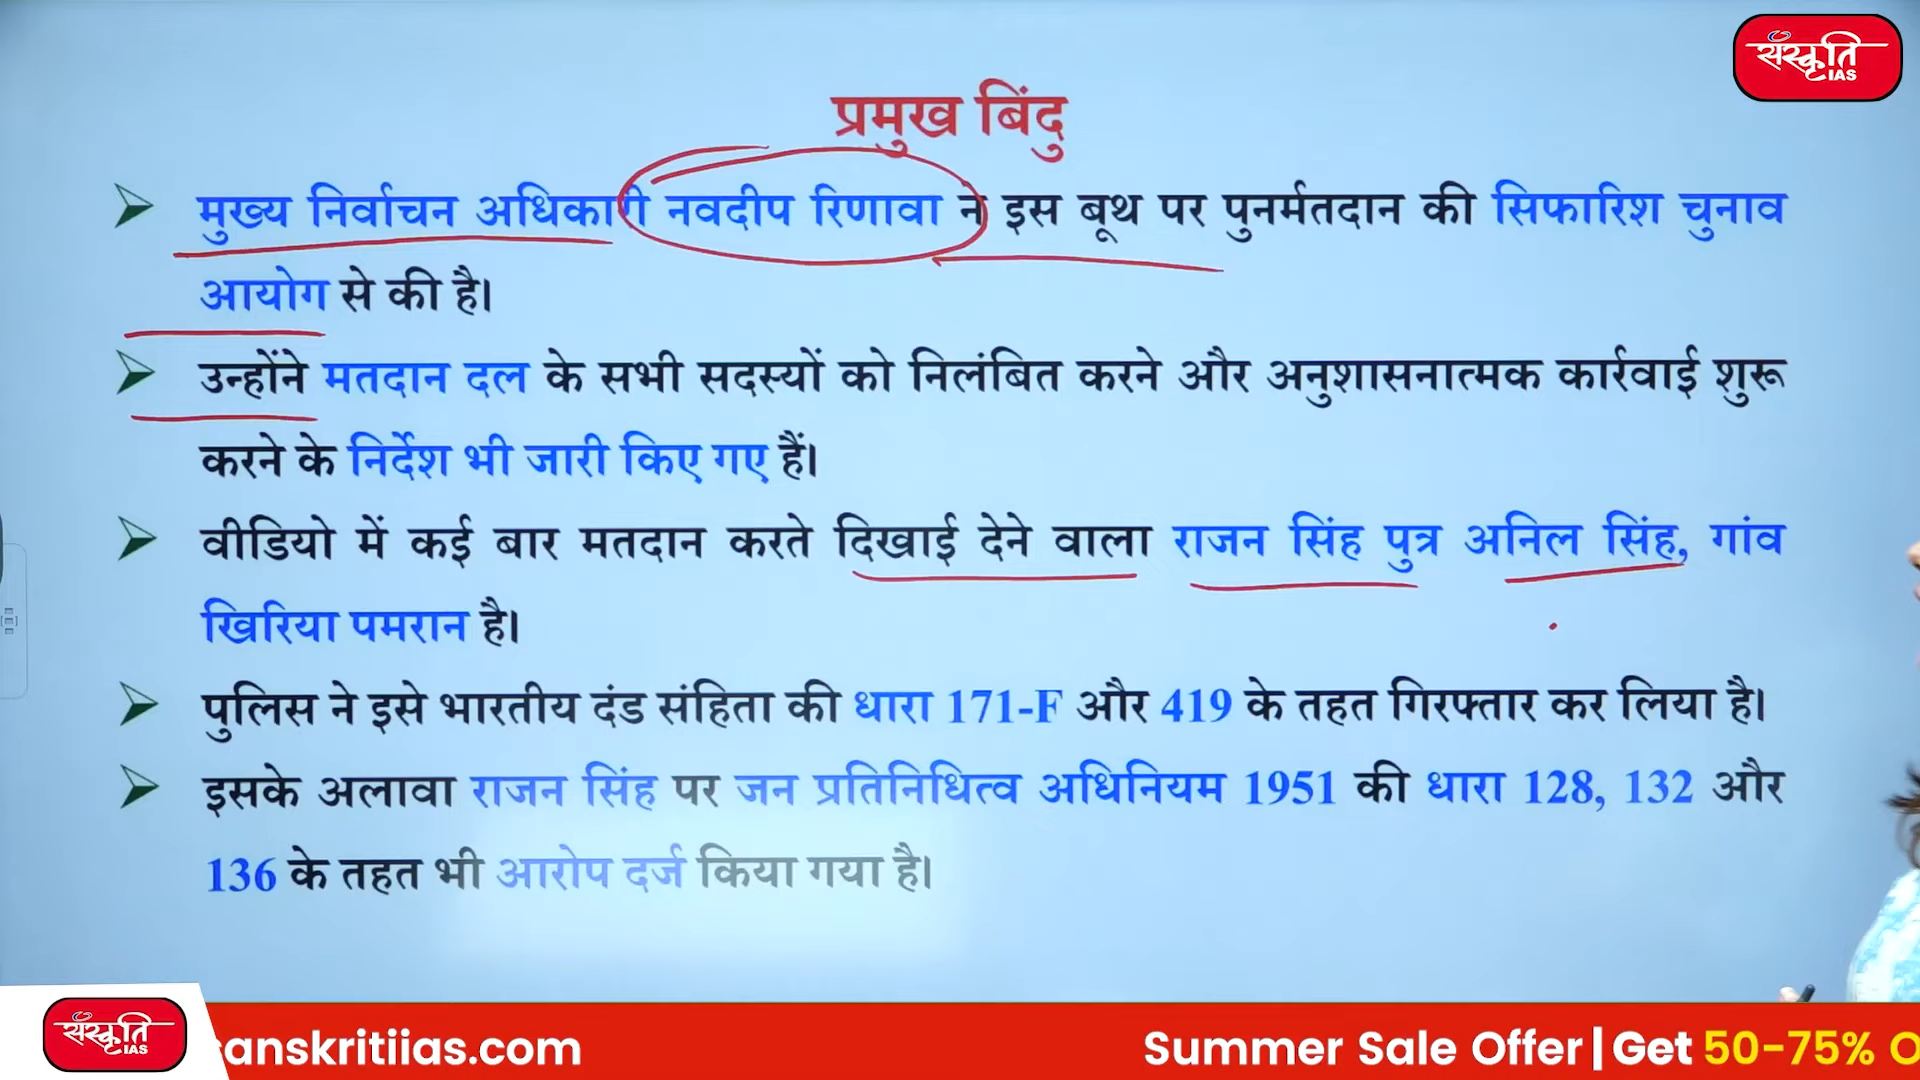 संस्कृति
IAS
प्रमुख बिंदु
मुख्य निर्वाचन अधिकारी नवदीप रिणावा ने इस बूथ पर पुनर्मतदान की सिफारिश चुनाव
आयोग से की है।
उन्होंने मतदान दल के सभी सदस्यों को निलंबित करने और अनुशासनात्मक कार्रवाई शुरू
करने के निर्देश भी जारी किए गए हैं।
वीडियो में कई बार मतदान करते दिखाई देने वाला राजन सिंह पुत्र अनिल सिंह, गांव
खिरिया पमरान है।
पुलिस ने इसे भारतीय दंड संहिता की धारा 171-F और 419 के तहत गिरफ्तार कर लिया है।
इसके अलावा राजन सिंह पर जन प्रतिनिधित्व अधिनियम 1951 की धारा 128, 132 और
136 के तहत भी आरोप दर्ज किया गया है।
संस्कृति
IAS
sanskritiias.com
Summer Sale Offer | Get 50-75% O